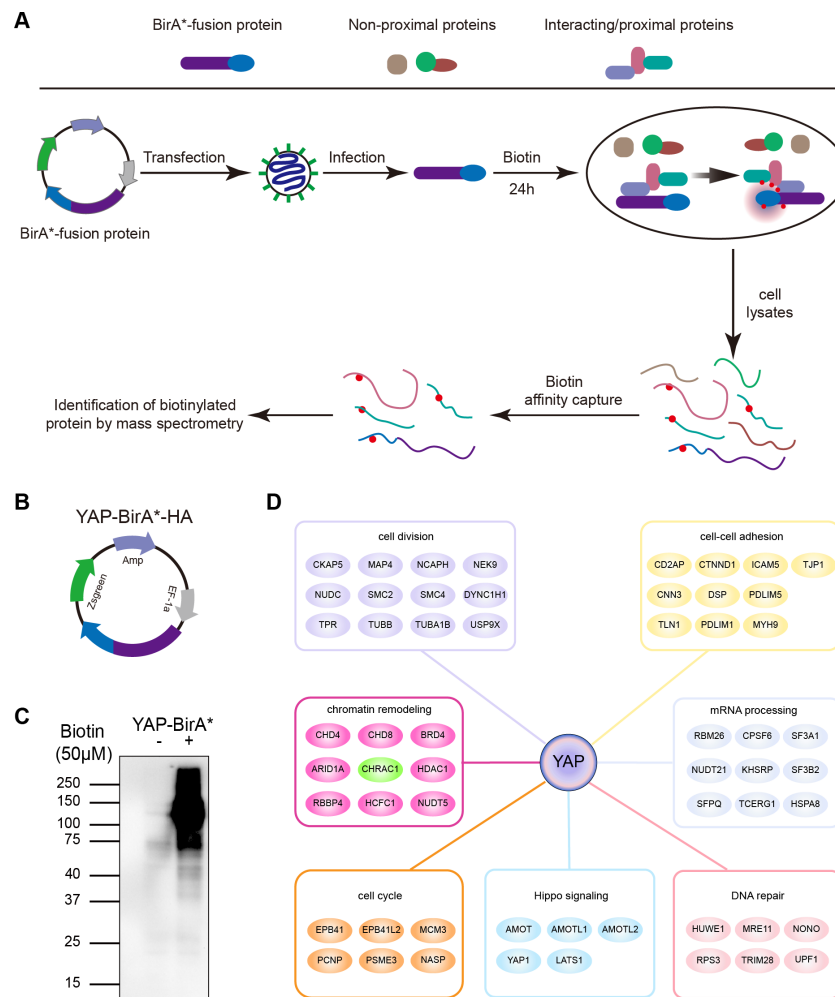 A
BirA*-fusion protein
Non-proximal proteins
Interacting/proximal proteins
Transfection
Infection
Biotin
24h
BirA*-fusion protein
cell
lysates
Biotin
affinity capture
Identification of biotinylated
protein by mass spectrometry
B
YAP-BirA*-HA
Amp
Zsgreen
EF-1a
C
Biotin
(50μM)
YAP-BirA*
- +
250
150
100
75
40
37
25
15
D
cell division
CKAP5 MAP4 NCAPH NEK9
NUDC SMC2 SMC4 DYNC1H1
TPR TUBB TUBA1B USP9X
cell-cell adhesion
CD2AP CTNND1 ICAM5 TJP1
CNN3 DSP PDLIM5
TLN1 PDLIM1 MYH9
chromatin remodeling
CHD4 CHD8 BRD4
ARID1A CHRAC1 HDAC1
RBBP4 HCFC1 NUDT5
YAP
mRNA processing
RBM26 CPSF6 SF3A1
NUDT21 KHSRP SF3B2
SFPQ TCERG1 HSPA8
cell cycle
EPB41 EPB41L2 MCM3
PCNP PSME3 NASP
Hippo signaling
AMOT AMOTL1 AMOTL2
YAP1 LATS1
DNA repair
HUWE1 MRE11 NONO
RPS3 TRIM28 UPF1